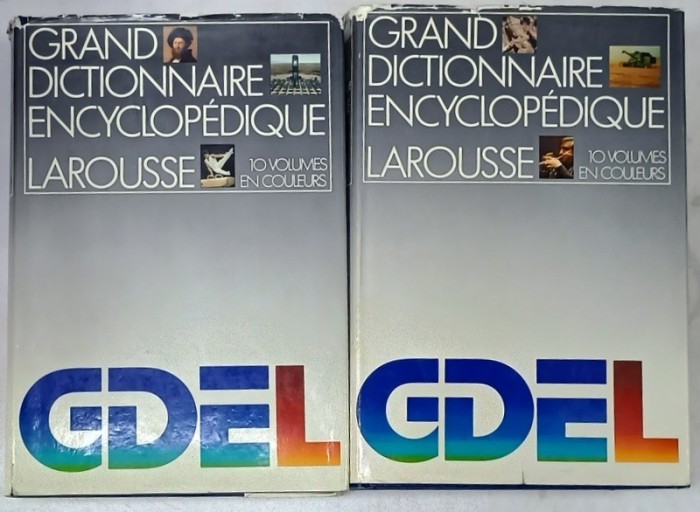 GRAND
DICTIONNAIRE
ENCYCLOPÉDIQUE
LAROUSSE
10 VOLUMES
EN COULEURS
GDEL
GRAND
DICTIONNAIRE
ENCYCLOPÉDIQUE
LAROUSSE
10 VOLUMES
EN COULEURS
GDEL